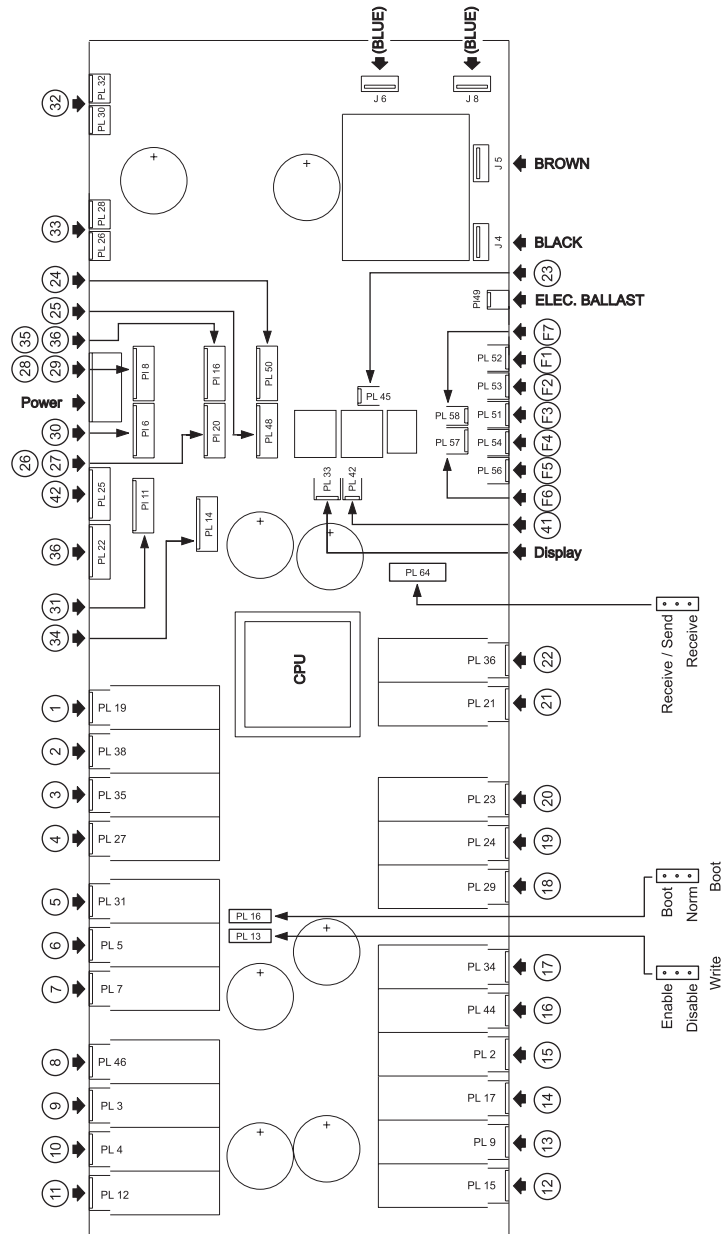 (BLUE)
(BLUE)
32
PL 32
PL 30
J 6
J 8
33
PL 28
PL 26
J 5
BROWN
J 4
BLACK
24
23
25
PI49
ELEC. BALLAST
35
36
F7
28
29
PI 8
PI 16
PL 50
PL 52
F1
Power
PL 45
PL 53
F2
30
PI 6
PI 20
PL 48
PL 58
PL 51
F3
26
27
PL 57
PL 54
F4
42
PL 25
PI 11
PL 33
PL 42
PL 56
F5
F6
36
PL 22
PL 14
41
Display
31
PL 64
34
CPU
Receive / Send
Receive
PL 36
22
1
PL 19
PL 21
21
2
PL 38
3
PL 35
PL 23
20
4
PL 27
PL 24
19
5
PL 31
PL 29
18
PL 16
Boot
Norm
Boot
6
PL 5
PL 13
7
PL 7
PL 34
17
Enable
Disable
Write
PL 44
16
8
PL 46
PL 2
15
9
PL 3
PL 17
14
10
PL 4
PL 9
13
11
PL 12
PL 15
12
+
+
+
+
+
+
+
+